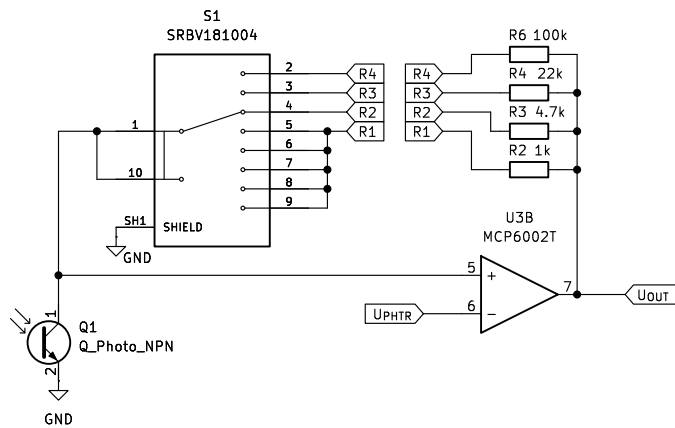 S1
SRBV181004
R6 100k
R4 22k
R3 4.7k
R2 1k
2 R4 R4
3 R3 R3
4 R2 R2
1 5 R1 R1
6
10 7
8
9
SH1 SHIELD
GND
U3B
MCP6002T
5 +
6 -
7
UPHTR
UOUT
1
Q1
Q_Photo_NPN
2
GND